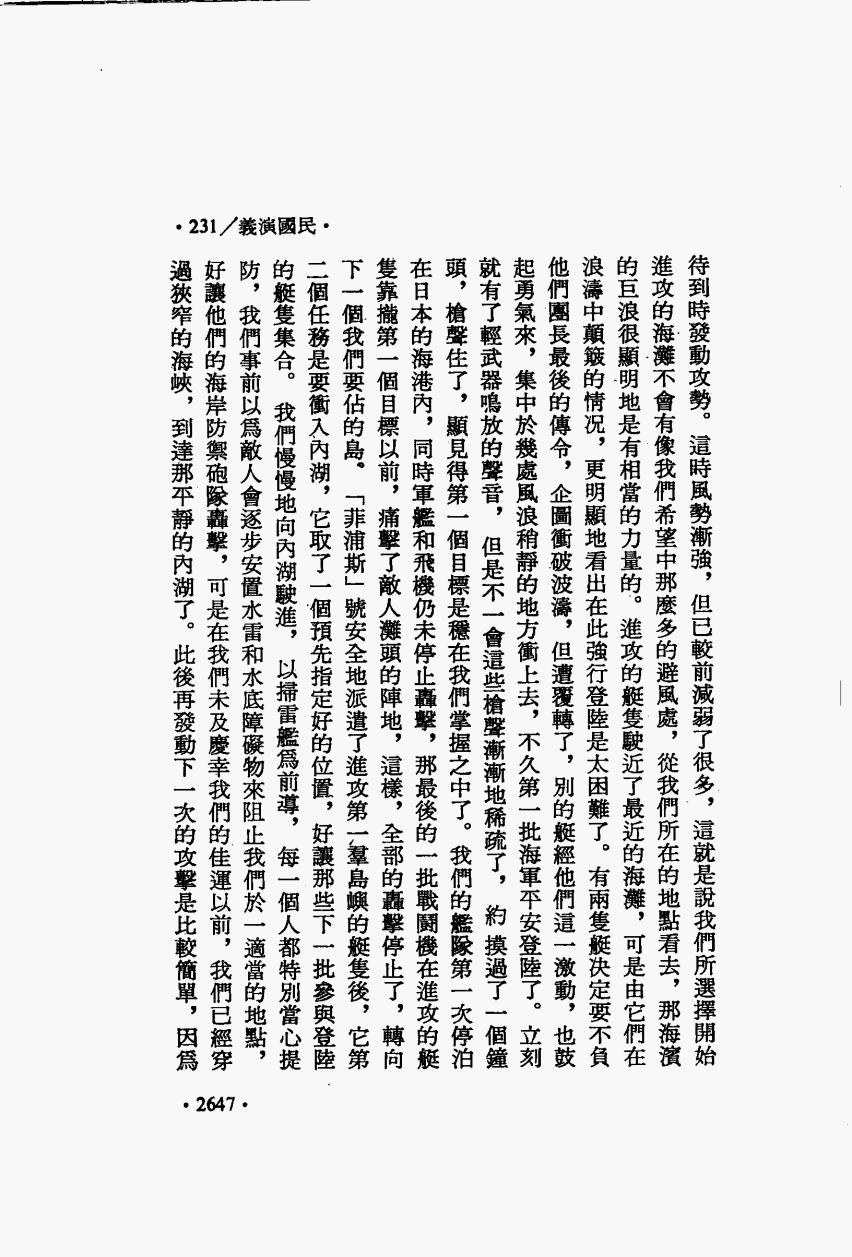 ·231／義演國民·
待到時發動攻勢。這時風勢漸強，但已較前減弱了很多，這就是說我們所選擇開始
進攻的海灘不會有像我們希望中那麼多的避風處，從我們所在的地點看去，那海濱
的巨浪很顯明地是有相當的力量的。進攻的艇隻駛近了最近的海灘，可是由它們在
浪濤中顛簸的情況，更明顯地看出在此強行登陸是太困難了。有兩隻艇決定要不負
他們團長最後的傳令，企圖衝破波濤，但遭覆轉了，別的艇經他們這一激動，也鼓
起勇氣來，集中於幾處風浪稍靜的地方衝上去，不久第一批海軍平安登陸了。立刻
就有了輕武器鳴放的聲音，但是不一會這些槍聲漸漸地稀疏了，約摸過了一個鐘
頭，槍聲住了，顯見得第一個目標是穩在我們掌握之中了。我們的艦隊第一次停泊
在日本的海港內，同時軍艦和飛機仍未停止轟擊，那最後的一批戰鬪機在進攻的艇
隻靠攏第一個目標以前，痛擊了敵人灘頭的陣地，這樣，全部的轟擊停止了，轉向
下一個我們要佔的島。「菲浦斯」號安全地派遣了進攻第一羣島嶼的艇隻後，它第
二個任務是要衝入內湖，它取了一個預先指定好的位置，好讓那些下一批參與登陸
的艇隻集合。我們慢慢地向內湖駛進，以掃雷艦爲前導，每一個人都特別當心提
防，我們事前以爲敵人會逐步安置水雷和水底障礙物來阻止我們於一適當的地點，
好讓他們的海岸防禦砲隊轟擊，可是在我們未及慶幸我們的佳運以前，我們已經穿
過狹窄的海峽，到達那平靜的內湖了。此後再發動下一次的攻擊是比較簡單，因爲
·2647·